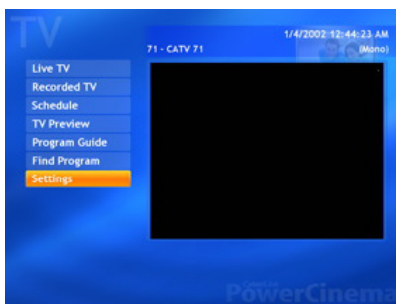 TV
1/4/2002 12:44:23 AM
71 - CATV 71 (Mono)
Live TV
Recorded TV
Schedule
TV Preview
Program Guide
Find Program
Settings
CyberLink
PowerCinema